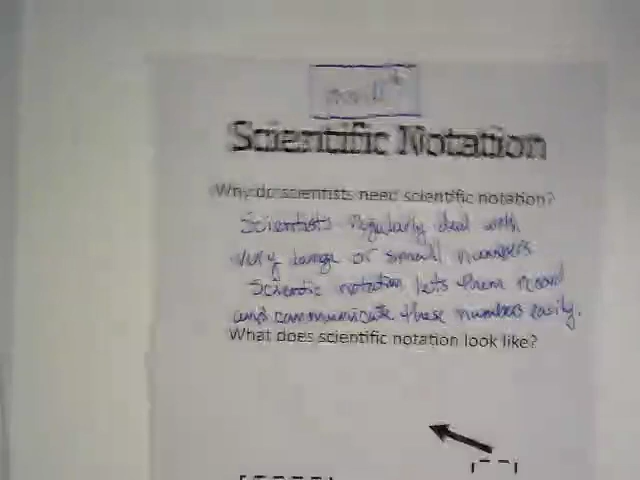 Scientific Notation
Why do scientists need scientific notation?
Scientists regularly deal with
very large or small numbers
Scientic notation lets them record
and communicate these numbers easily.
What does scientific notation look like?